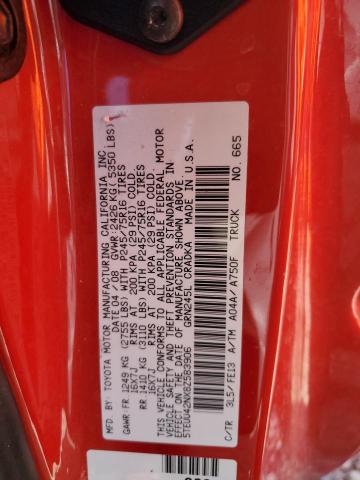 MFD. BY: TOYOTA MOTOR MANUFACTURING CALIFORNIA INC
DATE 04 / 08 GVWR: 2426 KG ( 5350 LBS)
GAWR FR 1249 KG (2755 LBS) WITH P245/75R16 TIRES
16X7J RIMS AT 200 KPA (29 PSI) COLD.
RR 1410 KG (3110 LBS) WITH P245/75R16 TIRES
16X7J RIMS AT 200 KPA (29 PSI) COLD.
THIS VEHICLE CONFORMS TO ALL APPLICABLE FEDERAL MOTOR
VEHICLE SAFETY AND THEFT PREVENTION STANDARDS IN
EFFECT ON THE DATE OF MANUFACTURE SHOWN ABOVE
5TEUU42NX8Z583906 GRN245L CRADKA MADE IN U.S.A.
C/TR 3L5/FE13 A/TM A04A/A750F TRUCK NO. 665